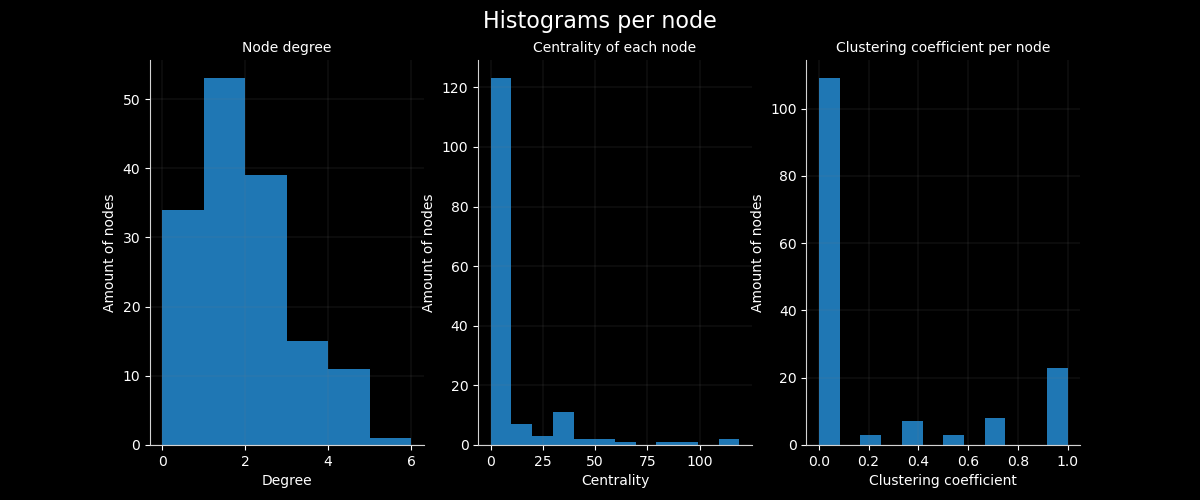 Histograms per node
Node degree
Amount of nodes
50
40
30
20
10
0
0 2 4 6
Degree
Centrality of each node
Amount of nodes
120
100
80
60
40
20
0
0 25 50 75 100
Centrality
Clustering coefficient per node
Amount of nodes
100
80
60
40
20
0
0.0 0.2 0.4 0.6 0.8 1.0
Clustering coefficient